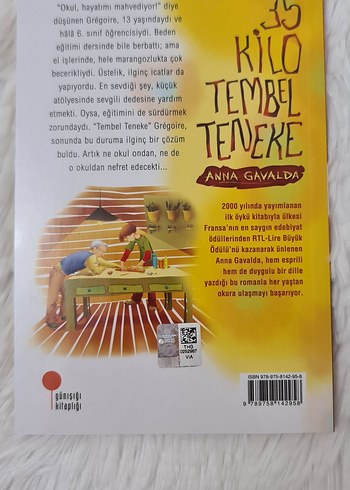 "Okul, hayatımı mahvediyor!" diye
düşünen Grégoire, 13 yaşındaydı ve
hâlâ 6. sınıf öğrencisiydi. Beden
eğitimi dersinde bile berbattı; ama
el işlerinde, hele marangozlukta çok
becerikliydi. Üstelik, ilginç icatlar da
yapıyordu. En sevdiği şey, küçük
atölyesinde sevgili dedesine yardım
etmekti. Oysa, eğitimini de sürdürmek
zorundaydı. "Tembel Teneke" Grégoire,
sonunda bu duruma ilginç bir çözüm
buldu. Artık ne okul ondan, ne de
o okuldan nefret edecekti...
35
KİLO
TEMBEL
TENEKE
ANNA GAVALDA
2000 yılında yayımlanan
ilk öykü kitabıyla ülkesi
Fransa'nın en saygın edebiyat
ödüllerinden RTL-Lire Büyük
Ödülü'nü kazanarak ünlenen
Anna Gavalda, hem esprili
hem de duygulu bir dille
yazdığı bu romanla her yaştan
okura ulaşmayı başarıyor.
THG
0252987
VIA
günışığı
kitaplığı
ISBN 978-975-8142-95-8
9 789758 142958